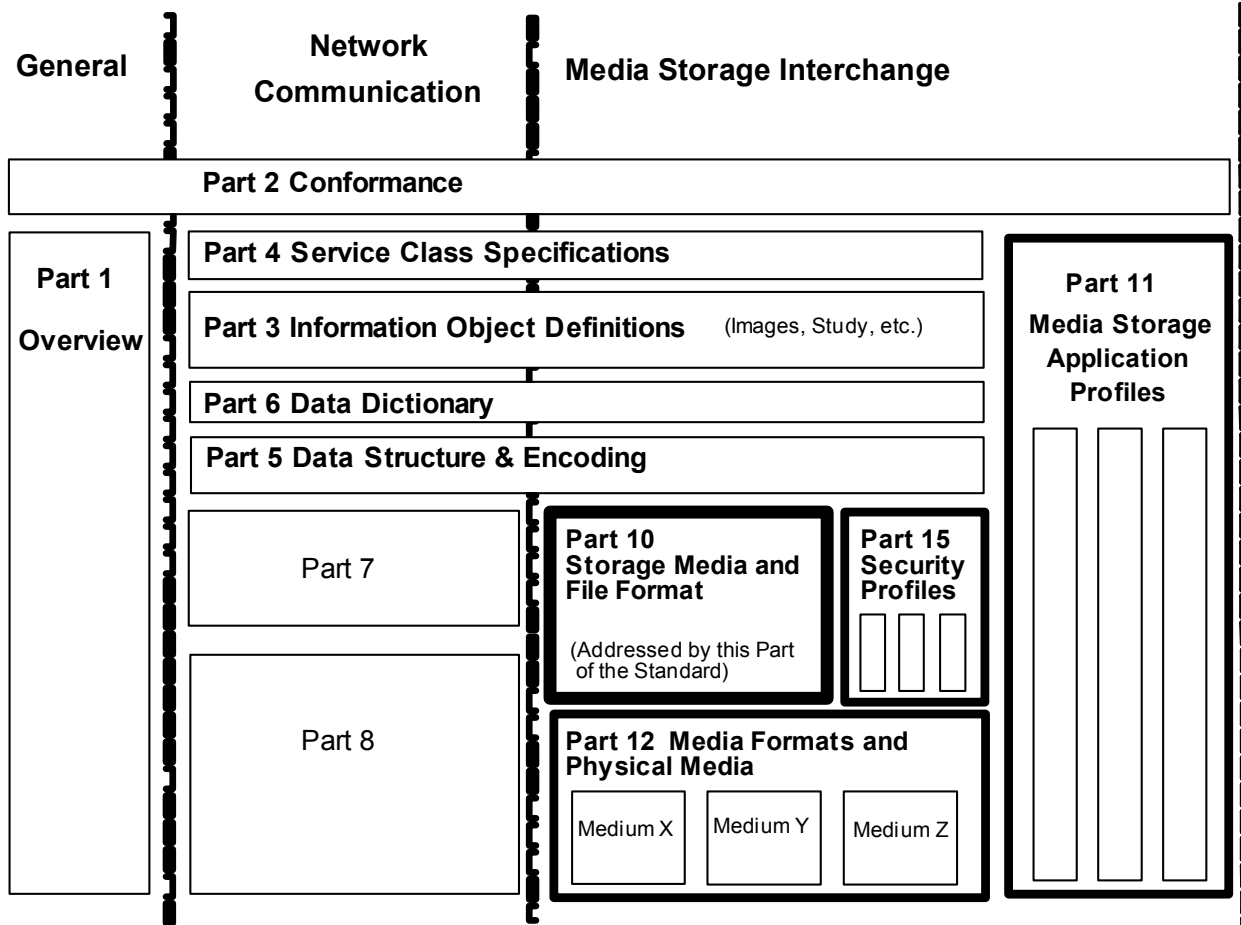 General
Network
Communication
Media Storage Interchange
Part 2 Conformance
Part 1
Overview
Part 4 Service Class Specifications
Part 3 Information Object Definitions (Images, Study, etc.)
Part 6 Data Dictionary
Part 5 Data Structure & Encoding
Part 7
Part 8
Part 10
Storage Media and
File Format
(Addressed by this Part
of the Standard)
Part 15
Security
Profiles
Part 12 Media Formats and
Physical Media
Medium X
Medium Y
Medium Z
Part 11
Media Storage
Application
Profiles